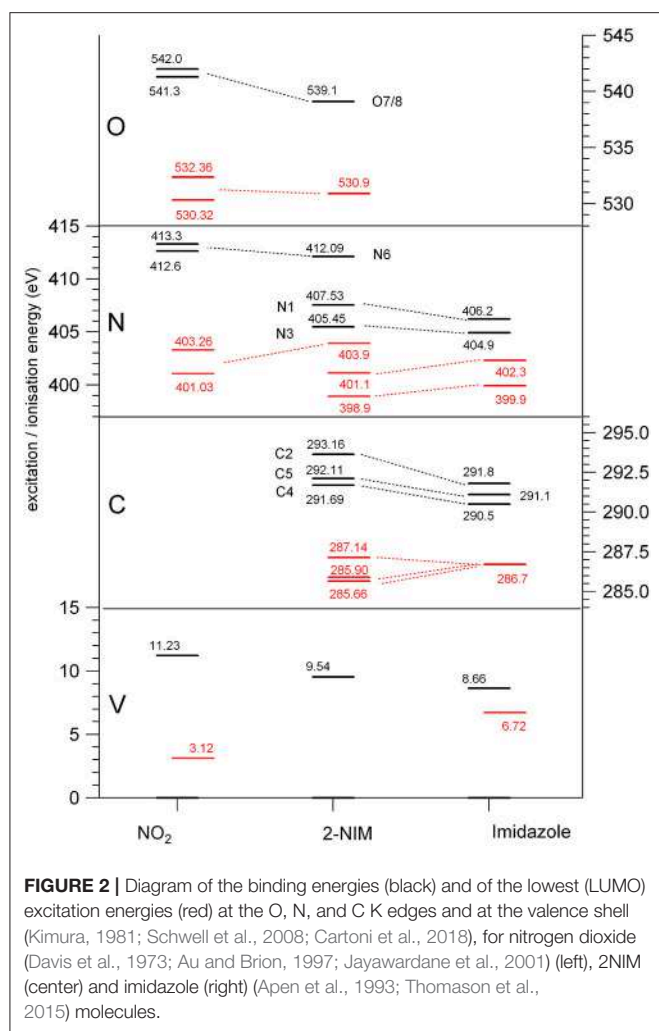 545
542.0
541.3
539.1
O7/8
540
O
535
532.36
530.9
530.32
530
415
413.3
412.6
412.09
N6
410
N1
407.53
406.2
N
405
N3
405.45
404.9
403.26
403.9
402.3
401.03
401.1
400
398.9
399.9
excitation / ionisation energy (eV)
295.0
C2
293.16
C5
292.11
291.8
292.5
C4
291.69
291.1
290.5
290.0
C
287.14
287.5
285.90
286.7
285.66
285.0
15
11.23
10
9.54
8.66
V
6.72
5
3.12
0
NO₂
2-NIM
Imidazole
FIGURE 2 | Diagram of the binding energies (black) and of the lowest (LUMO)
excitation energies (red) at the O, N, and C K edges and at the valence shell
(Kimura, 1981; Schwell et al., 2008; Cartoni et al., 2018), for nitrogen dioxide
(Davis et al., 1973; Au and Brion, 1997; Jayawardane et al., 2001) (left), 2NIM
(center) and imidazole (right) (Apen et al., 1993; Thomason et al.,
2015) molecules.